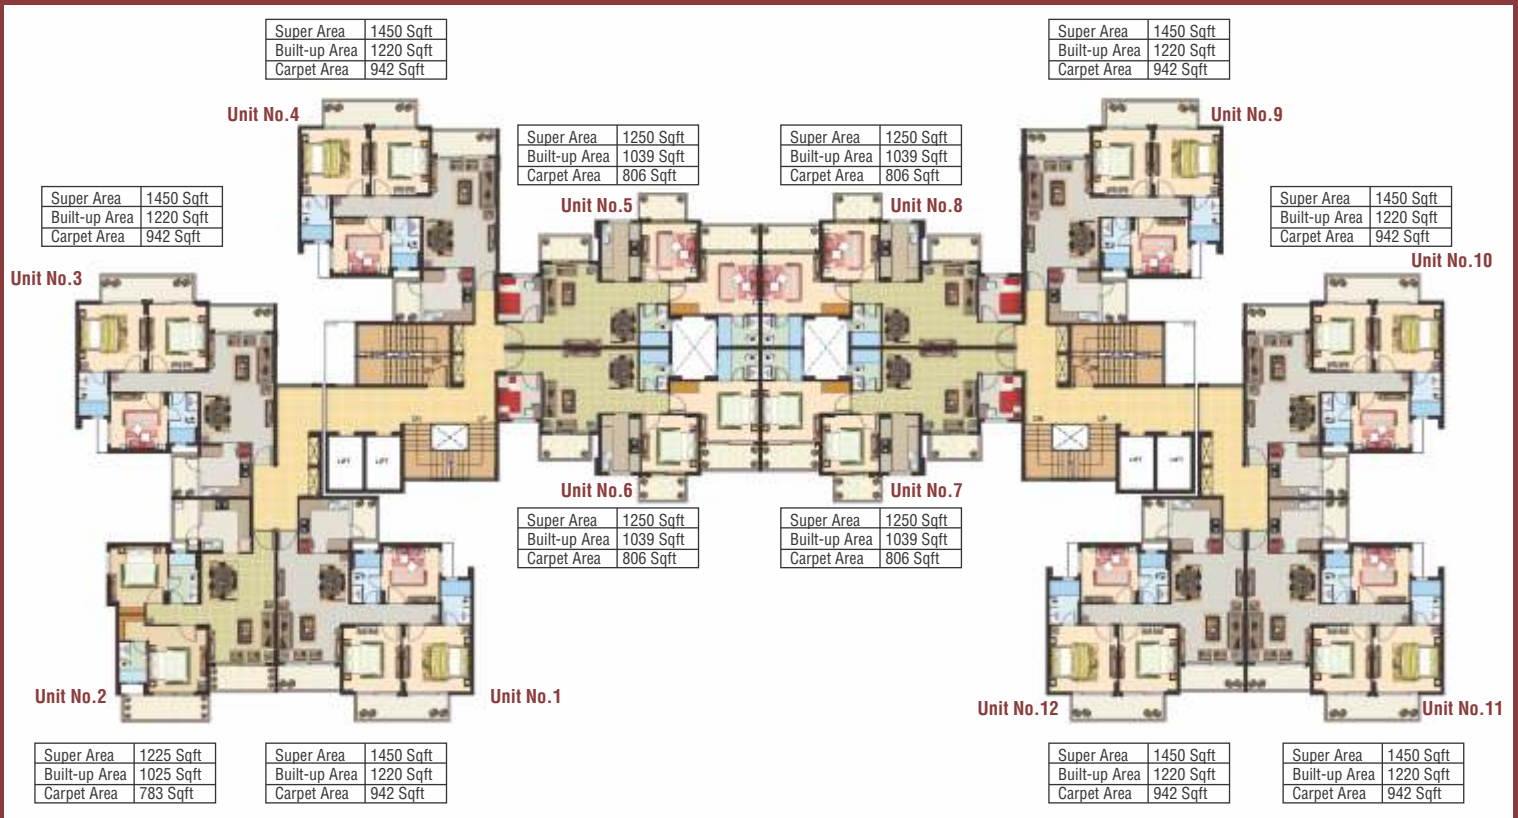 Super Area 1450 Sqft
Built-up Area 1220 Sqft
Carpet Area 942 Sqft
Unit No.4
Super Area 1450 Sqft
Built-up Area 1220 Sqft
Carpet Area 942 Sqft
Unit No.9
Super Area 1250 Sqft
Built-up Area 1039 Sqft
Carpet Area 806 Sqft
Unit No.5
Super Area 1250 Sqft
Built-up Area 1039 Sqft
Carpet Area 806 Sqft
Unit No.8
Super Area 1450 Sqft
Built-up Area 1220 Sqft
Carpet Area 942 Sqft
Unit No.3
Super Area 1450 Sqft
Built-up Area 1220 Sqft
Carpet Area 942 Sqft
Unit No.10
DN
UP
DN
UP
LIFT
LIFT
LIFT
LIFT
Unit No.6
Super Area 1250 Sqft
Built-up Area 1039 Sqft
Carpet Area 806 Sqft
Unit No.7
Super Area 1250 Sqft
Built-up Area 1039 Sqft
Carpet Area 806 Sqft
Unit No.2
Unit No.1
Unit No.12
Unit No.11
Super Area 1225 Sqft
Built-up Area 1025 Sqft
Carpet Area 783 Sqft
Super Area 1450 Sqft
Built-up Area 1220 Sqft
Carpet Area 942 Sqft
Super Area 1450 Sqft
Built-up Area 1220 Sqft
Carpet Area 942 Sqft
Super Area 1450 Sqft
Built-up Area 1220 Sqft
Carpet Area 942 Sqft